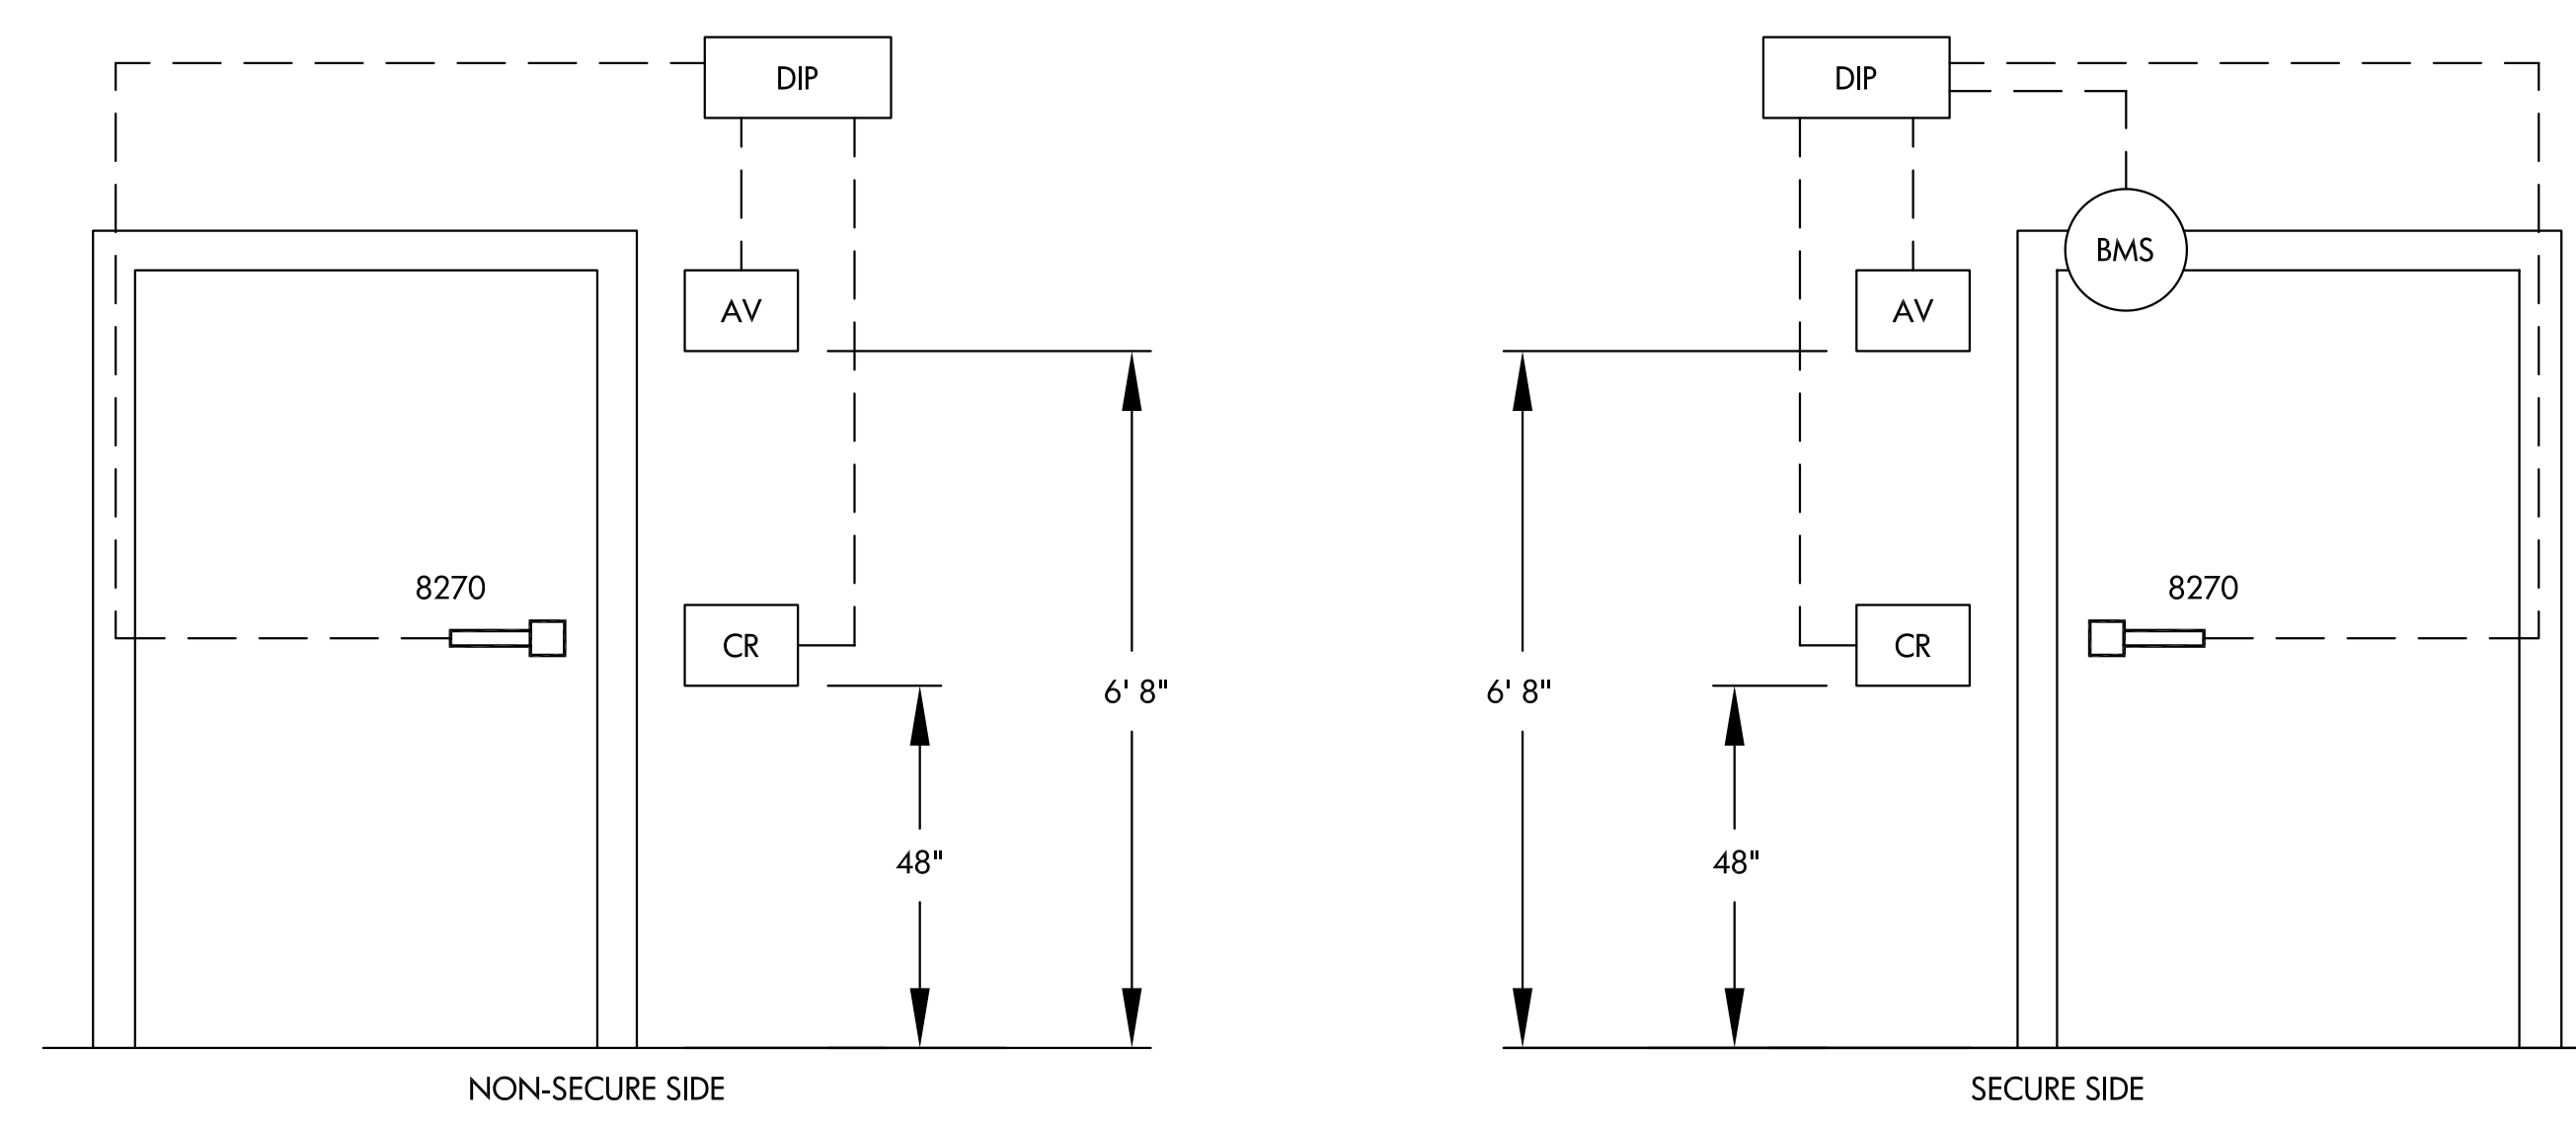 DIP
AV
8270
CR
6' 8"
48"
NON-SECURE SIDE
DIP
BMS
AV
8270
CR
6' 8"
48"
SECURE SIDE